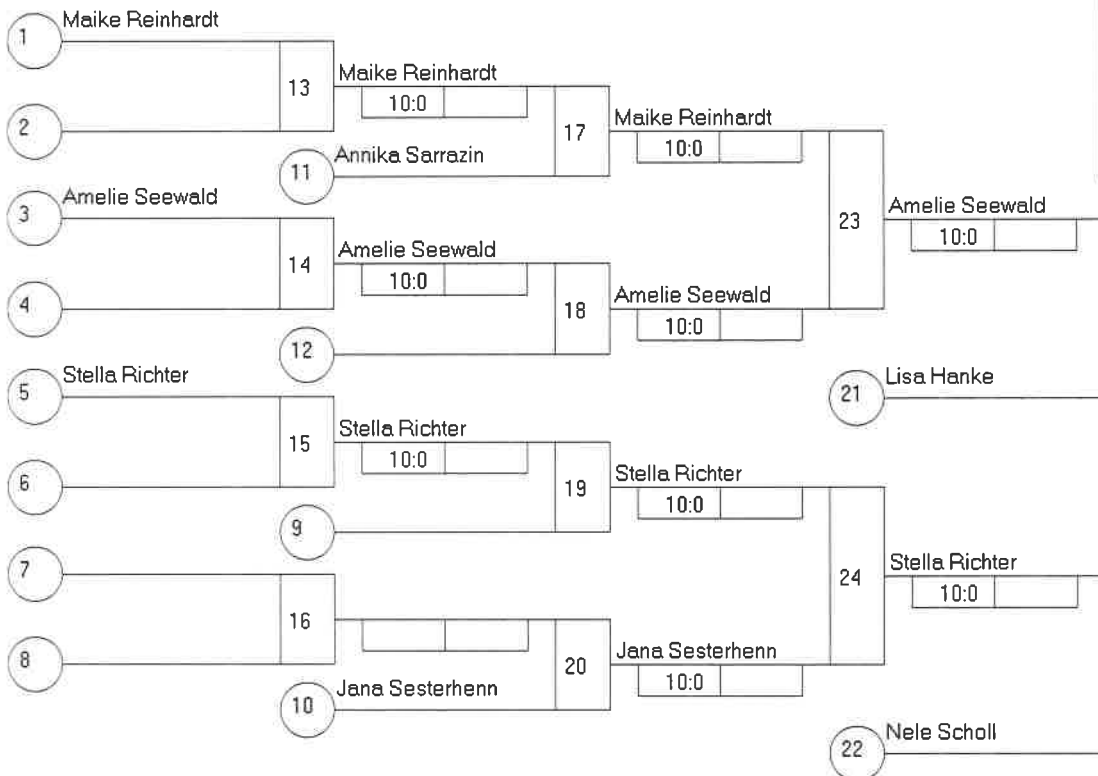 1 Maike Reinhardt
13 Maike Reinhardt
10:0
2
17 Maike Reinhardt
10:0
11 Annika Sarrazin
3 Amelie Seewald
23 Amelie Seewald
10:0
14 Amelie Seewald
10:0
4
18 Amelie Seewald
10:0
12
5 Stella Richter
21 Lisa Hanke
15 Stella Richter
10:0
6
19 Stella Richter
10:0
9
7
24 Stella Richter
10:0
16
8
20 Jana Sesterhenn
10:0
10 Jana Sesterhenn
22 Nele Scholl